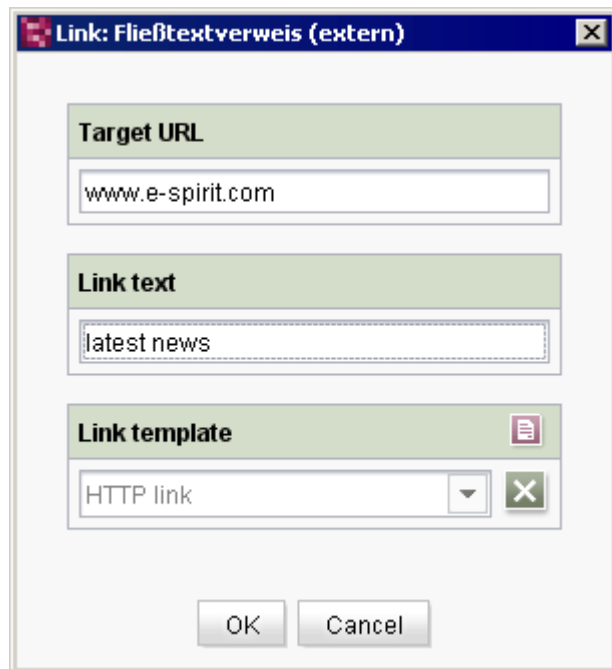 Link: Fließtextverweis (extern)
Target URL
www.e-spirit.com
Link text
latest news
Link template
HTTP link
OK Cancel